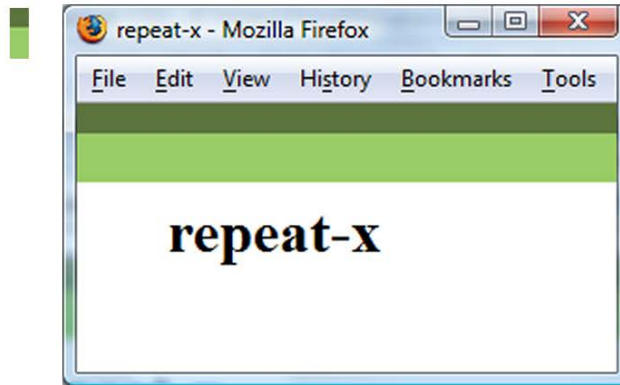 repeat-x - Mozilla Firefox
File Edit View History Bookmarks Tools
repeat-x